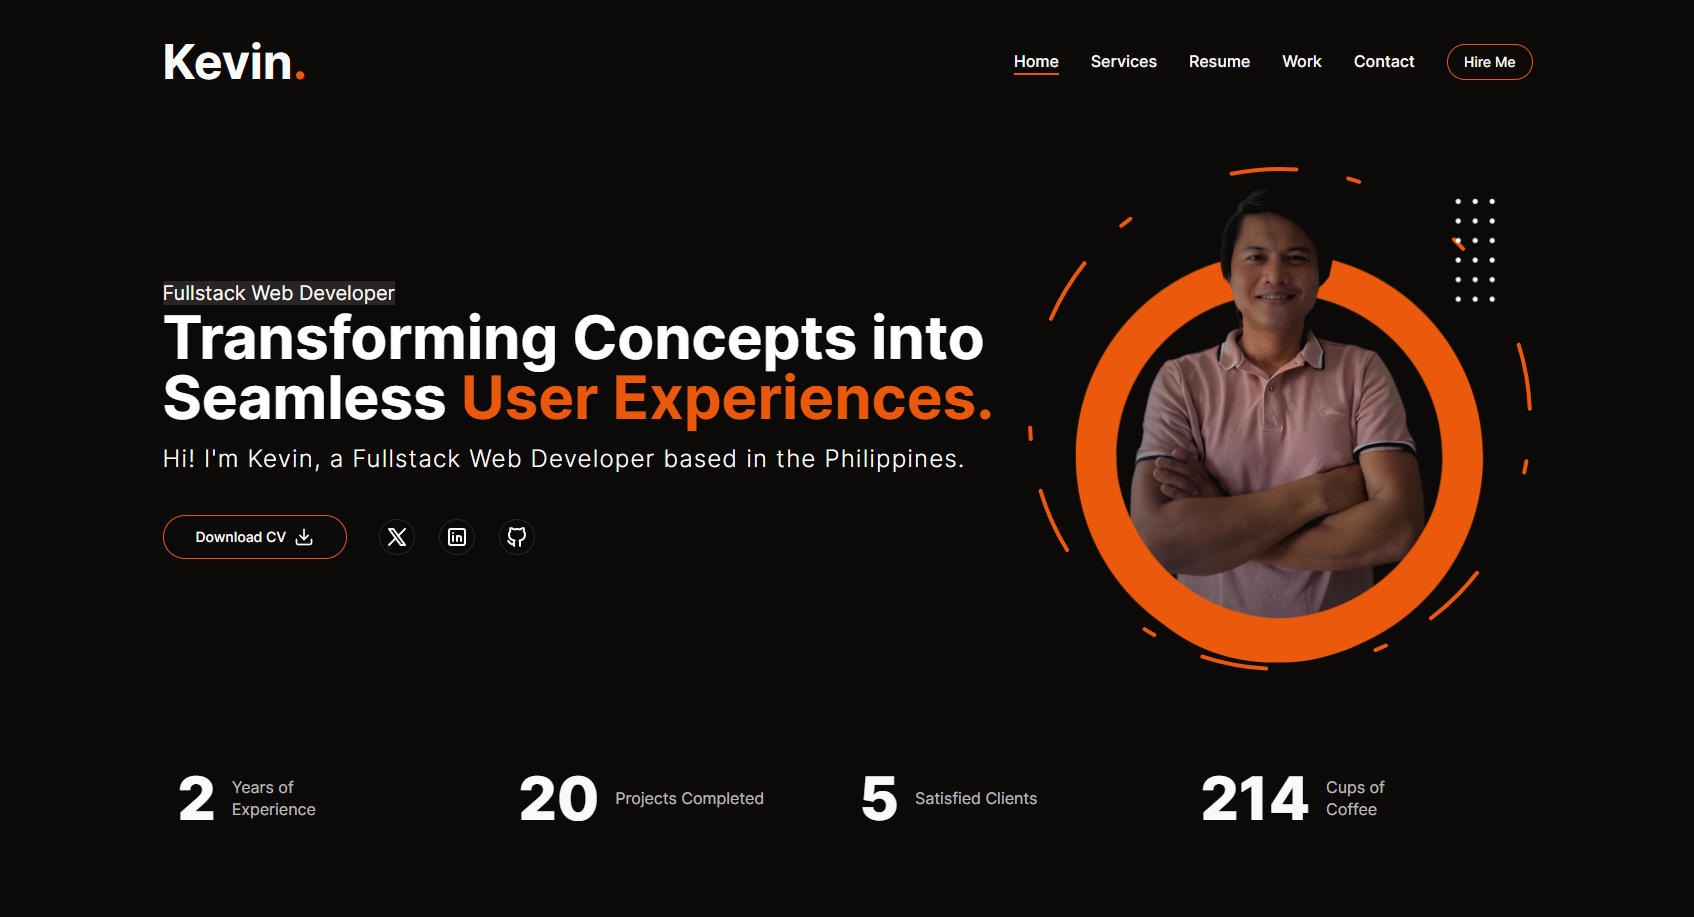 Kevin.
Home Services Resume Work Contact Hire Me
Fullstack Web Developer
Transforming Concepts into
Seamless User Experiences.
Hi! I'm Kevin, a Fullstack Web Developer based in the Philippines.
Download CV
2 Years of
Experience
20 Projects Completed
5 Satisfied Clients
214 Cups of
Coffee